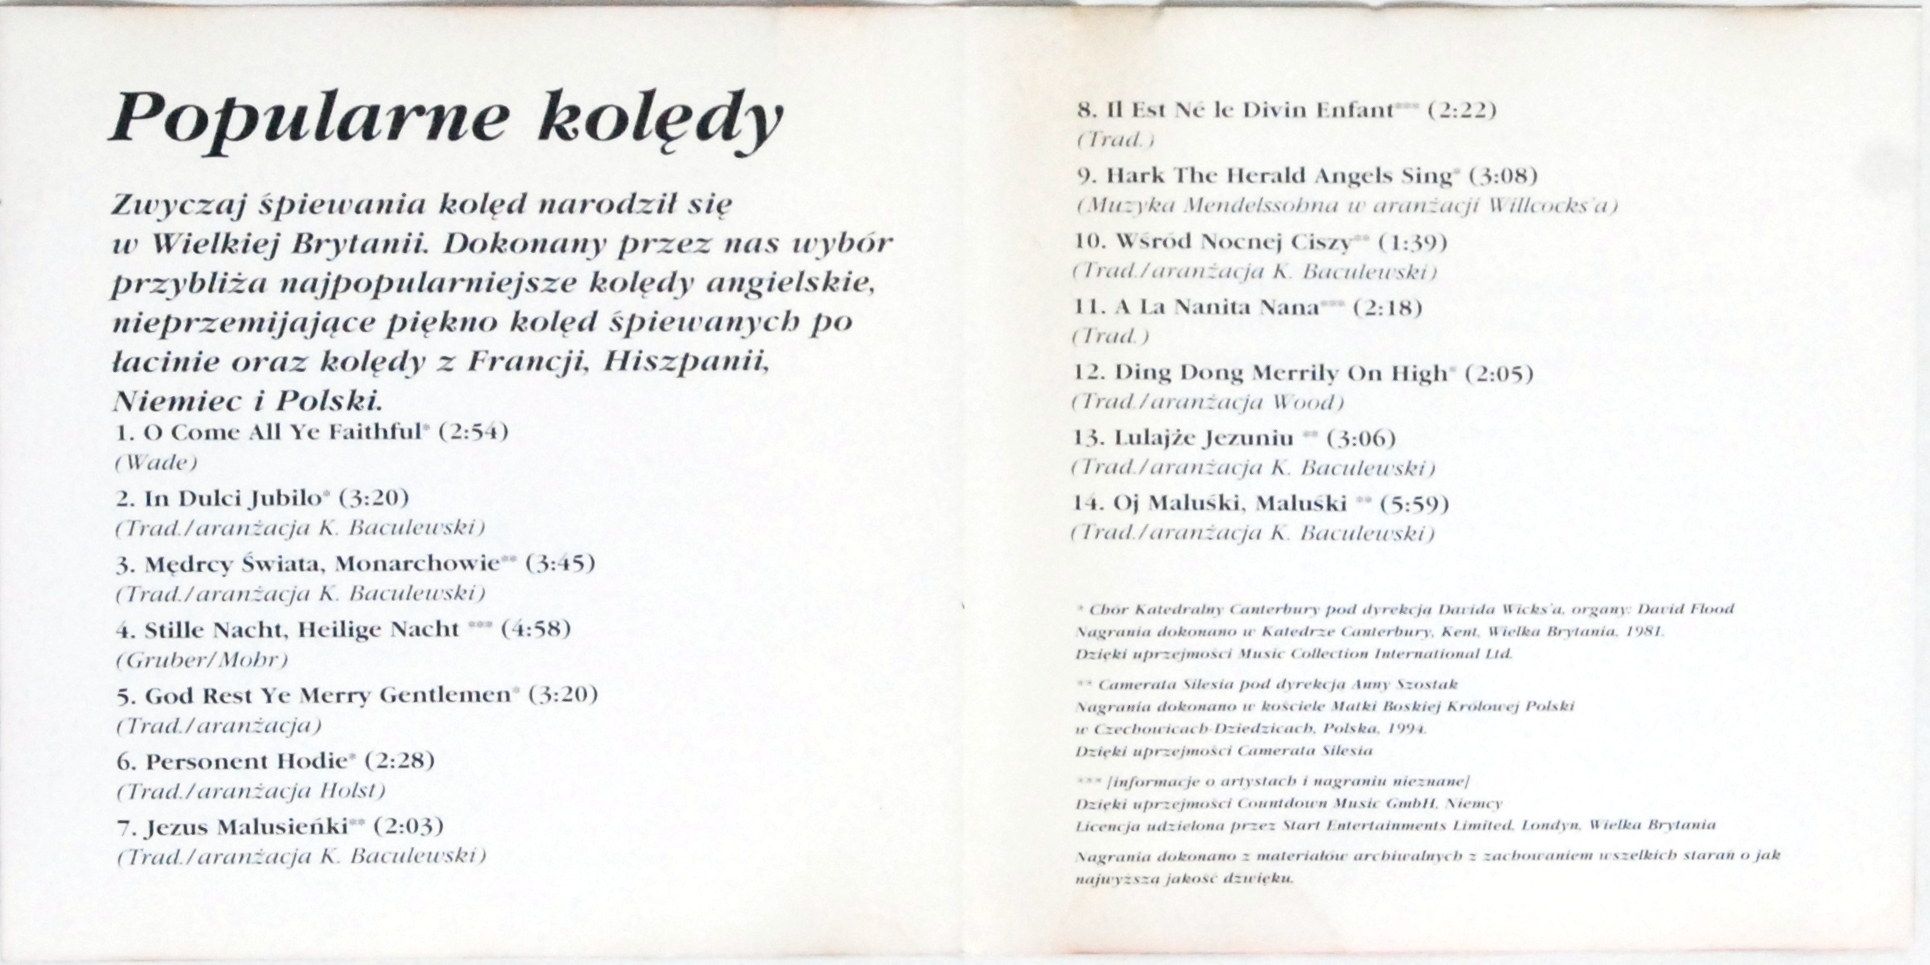 Popularne kolędy
Zwyczaj śpiewania kolęd narodził się
w Wielkiej Brytanii. Dokonany przez nas wybór
przybliża najpopularniejsze kolędy angielskie,
nieprzemijające piękno kolęd śpiewanych po
łacinie oraz kolędy z Francji, Hiszpanii,
Niemiec i Polski.
1. O Come All Ye Faithful* (2:54)
(Wade)
2. In Dulci Jubilo* (3:20)
(Trad./aranżacja K. Baculewski)
3. Mędrcy Świata, Monarchowie** (3:45)
(Trad./aranżacja K. Baculewski)
4. Stille Nacht, Heilige Nacht *** (4:58)
(Gruber/Mohr)
5. God Rest Ye Merry Gentlemen* (3:20)
(Trad./aranżacja)
6. Personent Hodie* (2:28)
(Trad./aranżacja Holst)
7. Jezus Malusieńki** (2:03)
(Trad./aranżacja K. Baculewski)
8. Il Est Né le Divin Enfant*** (2:22)
(Trad.)
9. Hark The Herald Angels Sing* (3:08)
(Muzyka Mendelssohna w aranżacji Willcocks'a)
10. Wśród Nocnej Ciszy** (1:39)
(Trad./aranżacja K. Baculewski)
11. A La Nanita Nana*** (2:18)
(Trad.)
12. Ding Dong Merrily On High* (2:05)
(Trad./aranżacja Wood)
13. Lulajże Jezuniu ** (3:06)
(Trad./aranżacja K. Baculewski)
14. Oj Maluśki, Maluśki ** (5:59)
(Trad./aranżacja K. Baculewski)
* Chór Katedralny Canterbury pod dyrekcją Davida Wicks'a, organy: David Flood
Nagrania dokonano w Katedrze Canterbury, Kent, Wielka Brytania, 1981.
Dzięki uprzejmości Music Collection International Ltd.
** Camerata Silesia pod dyrekcją Anny Szostak
Nagrania dokonano w kościele Matki Boskiej Królowej Polski
w Czechowicach-Dziedzicach, Polska, 1994.
Dzięki uprzejmości Camerata Silesia
*** [informacje o artystach i nagraniu nieznane]
Dzięki uprzejmości Countdown Music GmbH, Niemcy
Licencja udzielona przez Start Entertainments Limited, Londyn, Wielka Brytania
Nagrania dokonano z materiałów archiwalnych z zachowaniem wszelkich starań o jak
najwyższą jakość dźwięku.